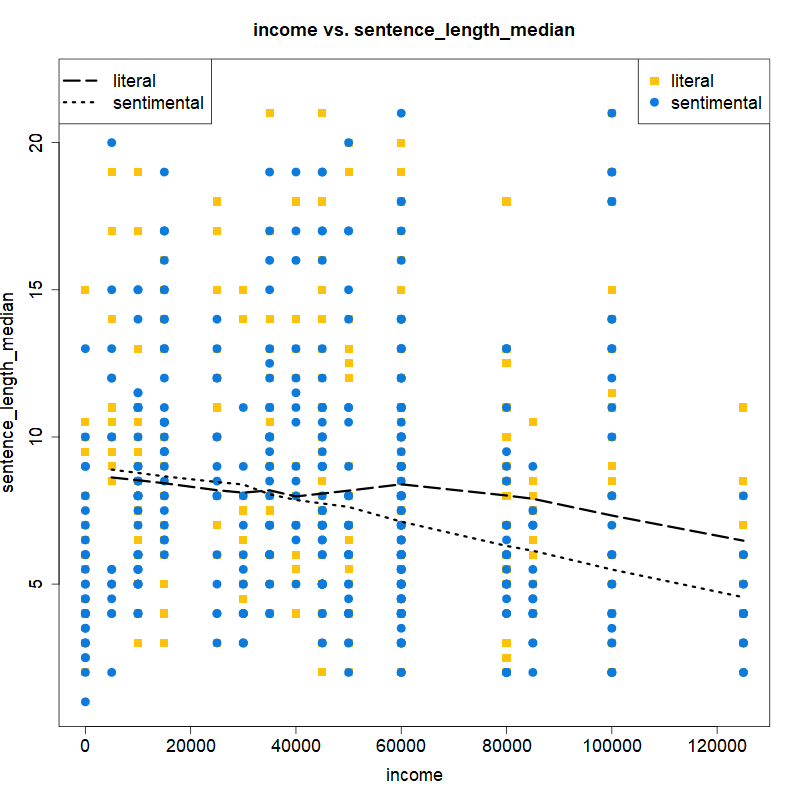 income vs. sentence_length_median
literal
sentimental
literal
sentimental
sentence_length_median
20
15
10
5
0 20000 40000 60000 80000 100000 120000
income